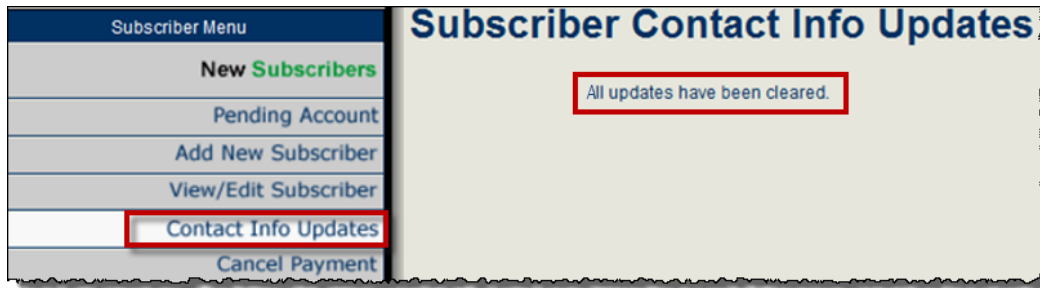 Subscriber Menu
New Subscribers
Pending Account
Add New Subscriber
View/Edit Subscriber
Contact Info Updates
Cancel Payment
Subscriber Contact Info Updates
All updates have been cleared.